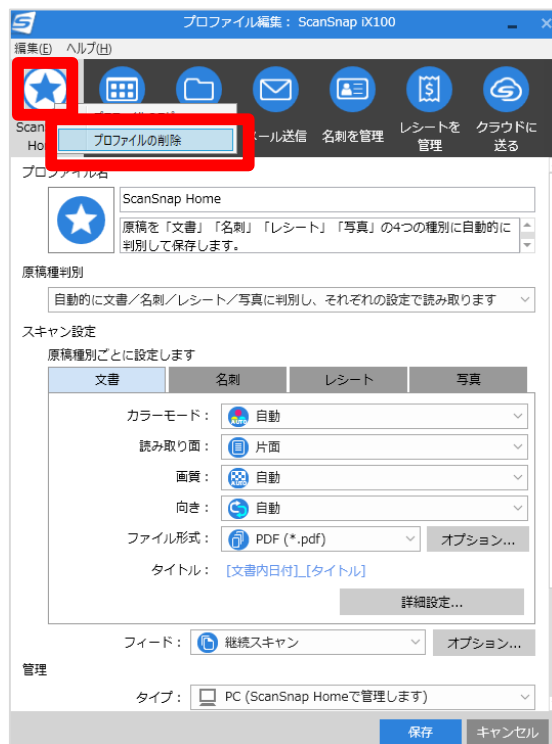 プロファイル編集： ScanSnap iX100
編集(E) ヘルプ(H)
プロファイルの削除
メール送信
名刺を管理
レシートを
管理
クラウドに
送る
プロファイル名
ScanSnap Home
原稿を「文書」「名刺」「レシート」「写真」の4つの種別に自動的に
判別して保存します。
原稿種判別
自動的に文書／名刺／レシート／写真に判別し、それぞれの設定で読み取ります
スキャン設定
原稿種別ごとに設定します
文書 名刺 レシート 写真
カラーモード： 自動
読み取り面： 片面
画質： 自動
向き： 自動
ファイル形式： PDF (*.pdf) オプション...
タイトル： [文書内日付]_[タイトル]
詳細設定...
フィード： 継続スキャン オプション...
管理
タイプ： PC (ScanSnap Homeで管理します)
保存 キャンセル